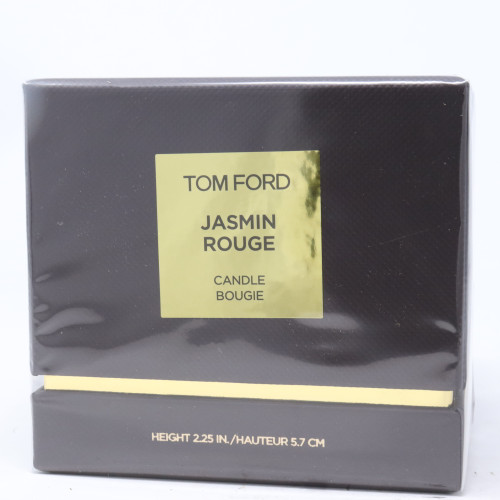 TOM FORD
JASMIN
ROUGE
CANDLE
BOUGIE
HEIGHT 2.25 IN./HAUTEUR 5.7 CM